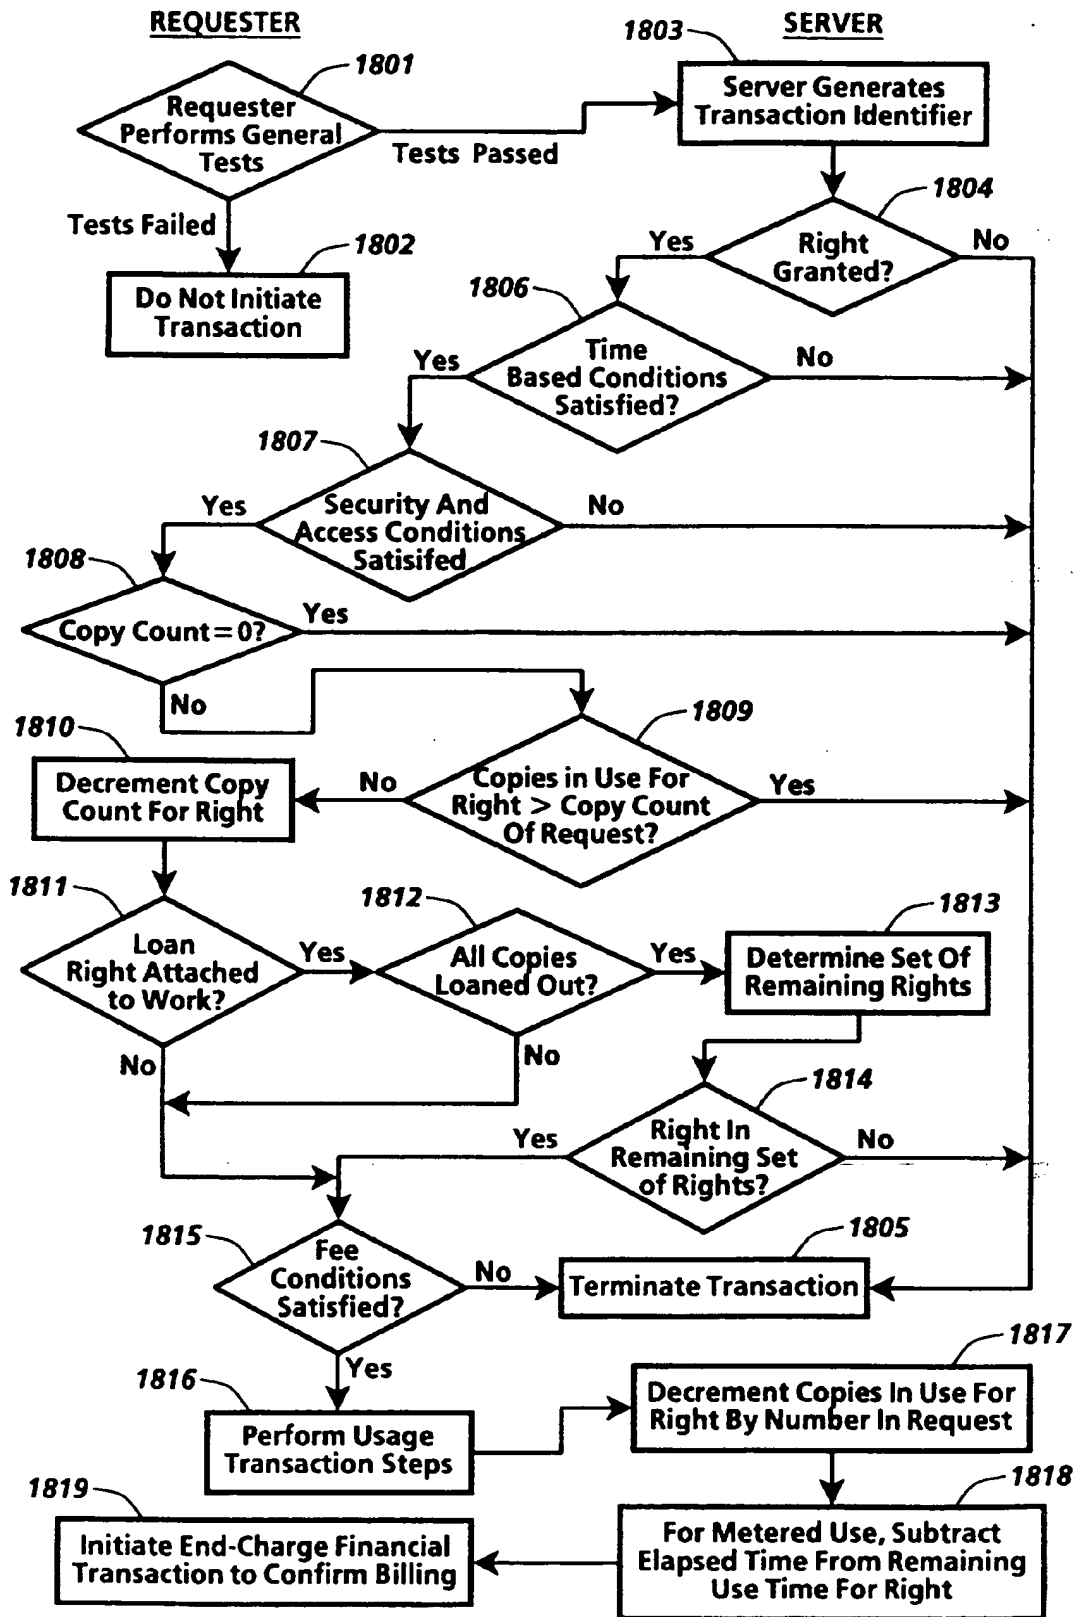 REQUESTER
SERVER
1801
Requester
Performs General
Tests
Tests Passed
Tests Failed
1802
Do Not Initiate
Transaction
1803
Server Generates
Transaction Identifier
1804
Right
Granted?
Yes
No
1806
Time
Based Conditions
Satisfied?
Yes
No
1807
Security And
Access Conditions
Satisifed
Yes
No
1808
Copy Count = 0?
Yes
No
1809
Copies in Use For
Right > Copy Count
Of Request?
No
Yes
1810
Decrement Copy
Count For Right
1811
Loan
Right Attached
to Work?
Yes
No
1812
All Copies
Loaned Out?
Yes
No
1813
Determine Set Of
Remaining Rights
1814
Right In
Remaining Set
of Rights?
Yes
No
1815
Fee
Conditions
Satisfied?
No
Yes
1805
Terminate Transaction
1816
Perform Usage
Transaction Steps
1817
Decrement Copies In Use For
Right By Number In Request
1818
For Metered Use, Subtract
Elapsed Time From Remaining
Use Time For Right
1819
Initiate End-Charge Financial
Transaction to Confirm Billing